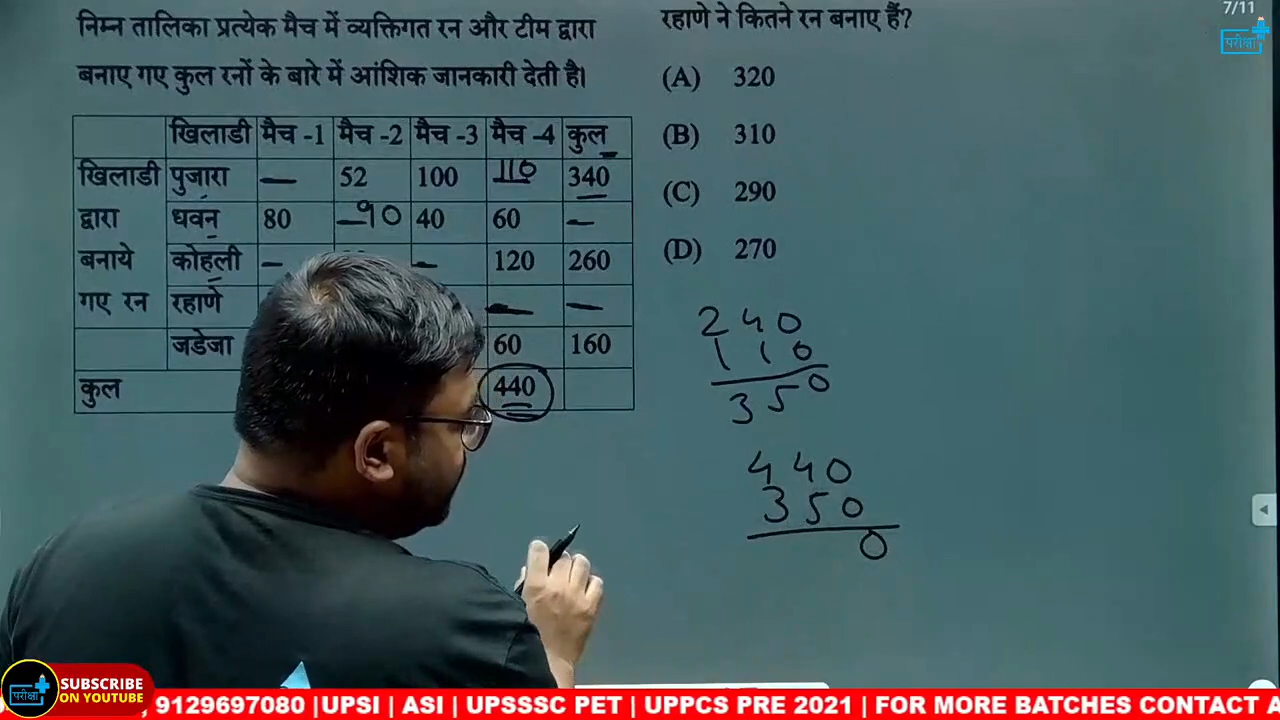 निम्न तालिका प्रत्येक मैच में व्यक्तिगत रन और टीम द्वारा
बनाए गए कुल रनों के बारे में आंशिक जानकारी देती है।
खिलाडी मैच -1 मैच -2 मैच -3 मैच -4 कुल
खिलाडी पुजारा — 52 100 110 340
द्वारा धवन 80 90 40 60 —
बनाये कोहली — — 120 260
गए रन रहाणे — —
जडेजा 60 160
कुल 440
रहाणे ने कितने रन बनाए हैं?
(A) 320
(B) 310
(C) 290
(D) 270
240
110
350
440
350
0
7/11
परीक्षा
परीक्षा
SUBSCRIBE
ON YOUTUBE
, 9129697080 |UPSI | ASI | UPSSSC PET | UPPCS PRE 2021 | FOR MORE BATCHES CONTACT A